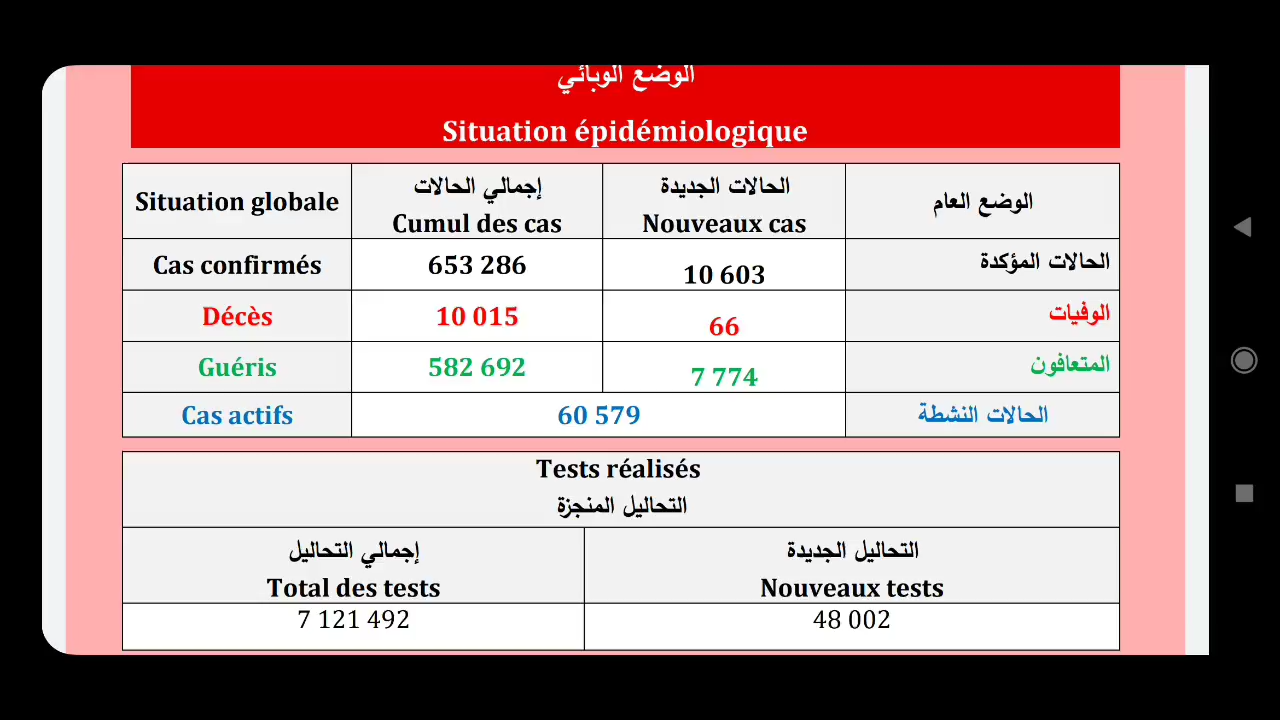 الوضع الوبائي
Situation épidémiologique
Situation globale
إجمالي الحالات
Cumul des cas
الحالات الجديدة
Nouveaux cas
الوضع العام
Cas confirmés
653 286
10 603
الحالات المؤكدة
Décès
10 015
66
الوفيات
Guéris
582 692
7 774
المتعافون
Cas actifs
60 579
الحالات النشطة
Tests réalisés
التحاليل المنجزة
إجمالي التحاليل
Total des tests
التحاليل الجديدة
Nouveaux tests
7 121 492
48 002